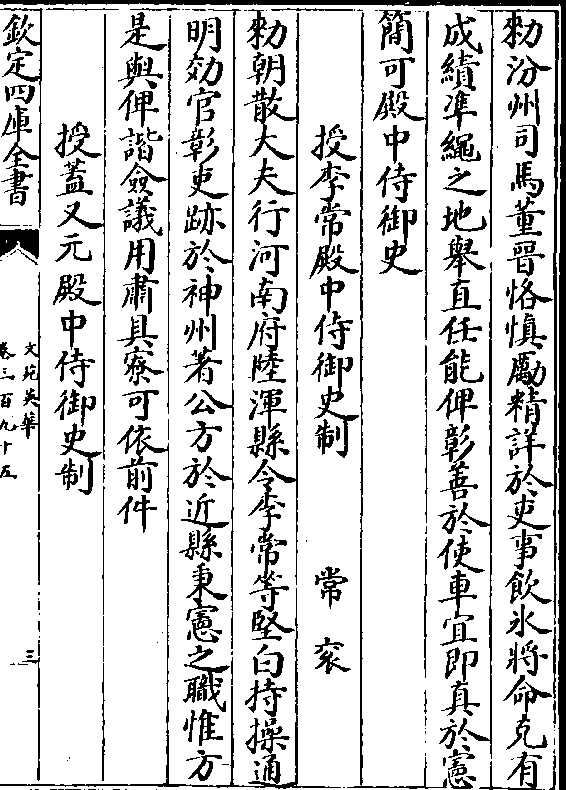 勅汾州司馬董晉恪慎勵精詳於吏事飲氷將命克有
成績凖繩之地舉直任能俾彰善於使車宜即真於憲
簡可殿中侍御史
授李常殿中侍御史制 常衮
勅朝散大夫行河南府陸渾縣令李常等堅白持操通
明効官彰吏跡於神州著公方於近縣秉憲之職惟方
是與俾諧僉議用肅具寮可依前件
授蓋又元殿中侍御史制
欽定四庫全書
文苑英華
卷三百九十五
三